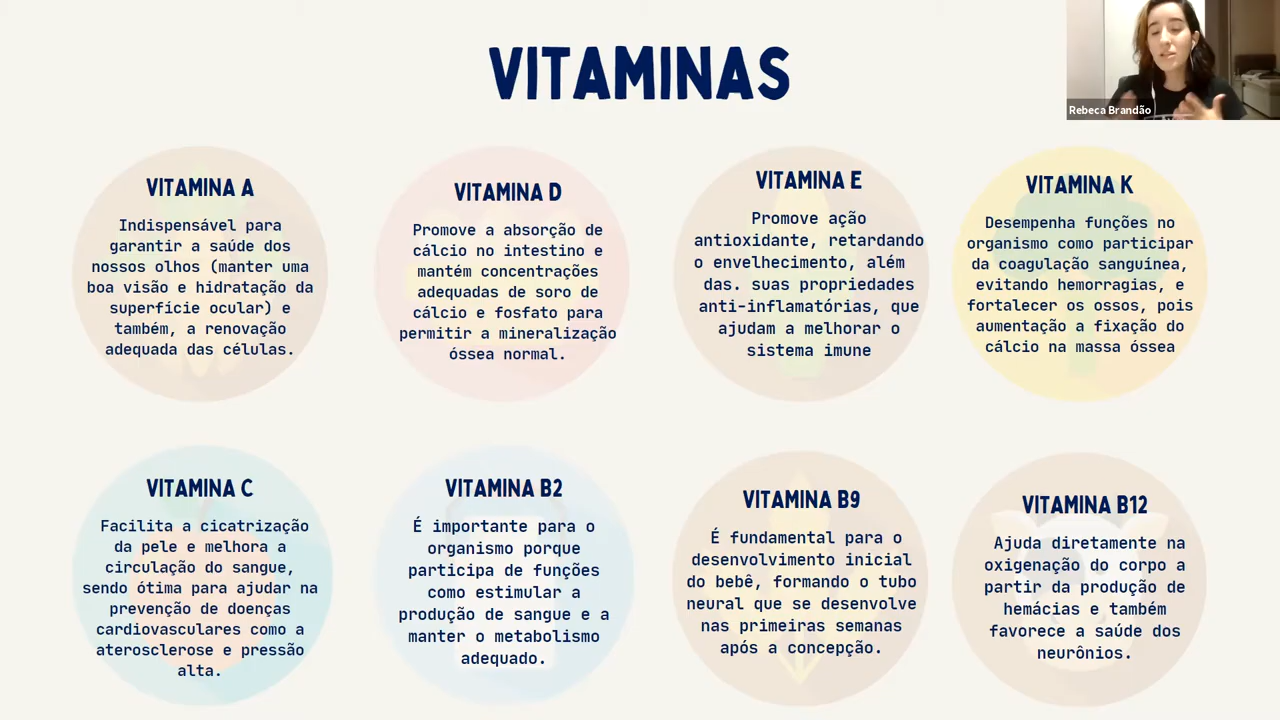 VITAMINAS
Rebeca Brandão
VITAMINA A
Indispensável para
garantir a saúde dos
nossos olhos (manter uma
boa visão e hidratação da
superfície ocular) e
também, a renovação
adequada das células.
VITAMINA D
Promove a absorção de
cálcio no intestino e
mantém concentrações
adequadas de soro de
cálcio e fosfato para
permitir a mineralização
óssea normal.
VITAMINA E
Promove ação
antioxidante, retardando
o envelhecimento, além
das. suas propriedades
anti-inflamatórias, que
ajudam a melhorar o
sistema imune
VITAMINA K
Desempenha funções no
organismo como participar
da coagulação sanguínea,
evitando hemorragias, e
fortalecer os ossos, pois
aumentação a fixação do
cálcio na massa óssea
VITAMINA C
Facilita a cicatrização
da pele e melhora a
circulação do sangue,
sendo ótima para ajudar na
prevenção de doenças
cardiovasculares como a
aterosclerose e pressão
alta.
VITAMINA B2
É importante para o
organismo porque
participa de funções
como estimular a
produção de sangue e a
manter o metabolismo
adequado.
VITAMINA B9
É fundamental para o
desenvolvimento inicial
do bebê, formando o tubo
neural que se desenvolve
nas primeiras semanas
após a concepção.
VITAMINA B12
Ajuda diretamente na
oxigenação do corpo a
partir da produção de
hemácias e também
favorece a saúde dos
neurônios.